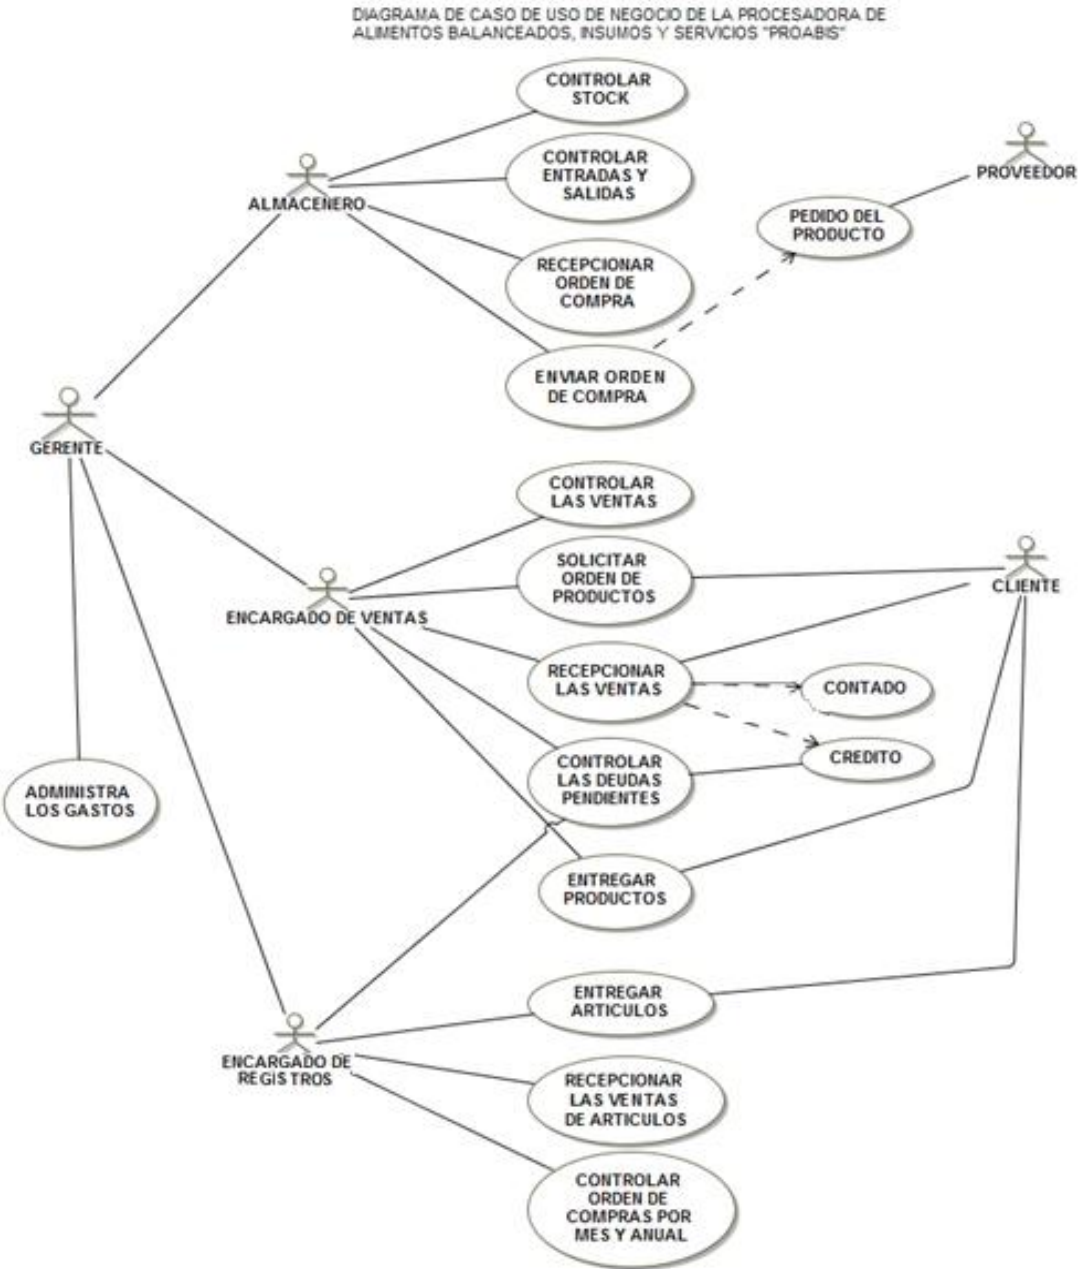 DIAGRAMA DE CASO DE USO DE NEGOCIO DE LA PROCESADORA DE
ALIMENTOS BALANCEADOS, INSUMOS Y SERVICIOS "PROABIS"
CONTROLAR
STOCK
CONTROLAR
ENTRADAS Y
SALIDAS
PROVEEDOR
ALMACENERO
PEDIDO DEL
PRODUCTO
RECEPCIONAR
ORDEN DE
COMPRA
ENVIAR ORDEN
DE COMPRA
GERENTE
CONTROLAR
LAS VENTAS
SOLICITAR
ORDEN DE
PRODUCTOS
CLIENTE
ENCARGADO DE VENTAS
RECEPCIONAR
LAS VENTAS
CONTADO
CREDITO
CONTROLAR
LAS DEUDAS
PENDIENTES
ADMINISTRA
LOS GASTOS
ENTREGAR
PRODUCTOS
ENTREGAR
ARTICULOS
ENCARGADO DE
REGISTROS
RECEPCIONAR
LAS VENTAS
DE ARTICULOS
CONTROLAR
ORDEN DE
COMPRAS POR
MES Y ANUAL